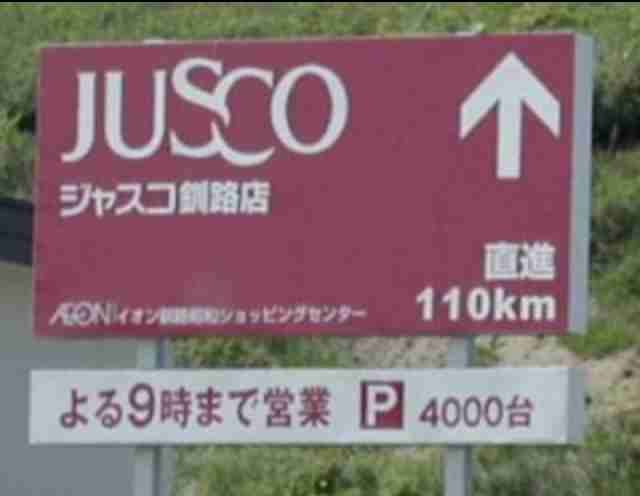 JUSCO
ジャスコ釧路店
直進
110km
ÆON イオン釧路昭和ショッピングセンター
よる9時まで営業 P 4000台